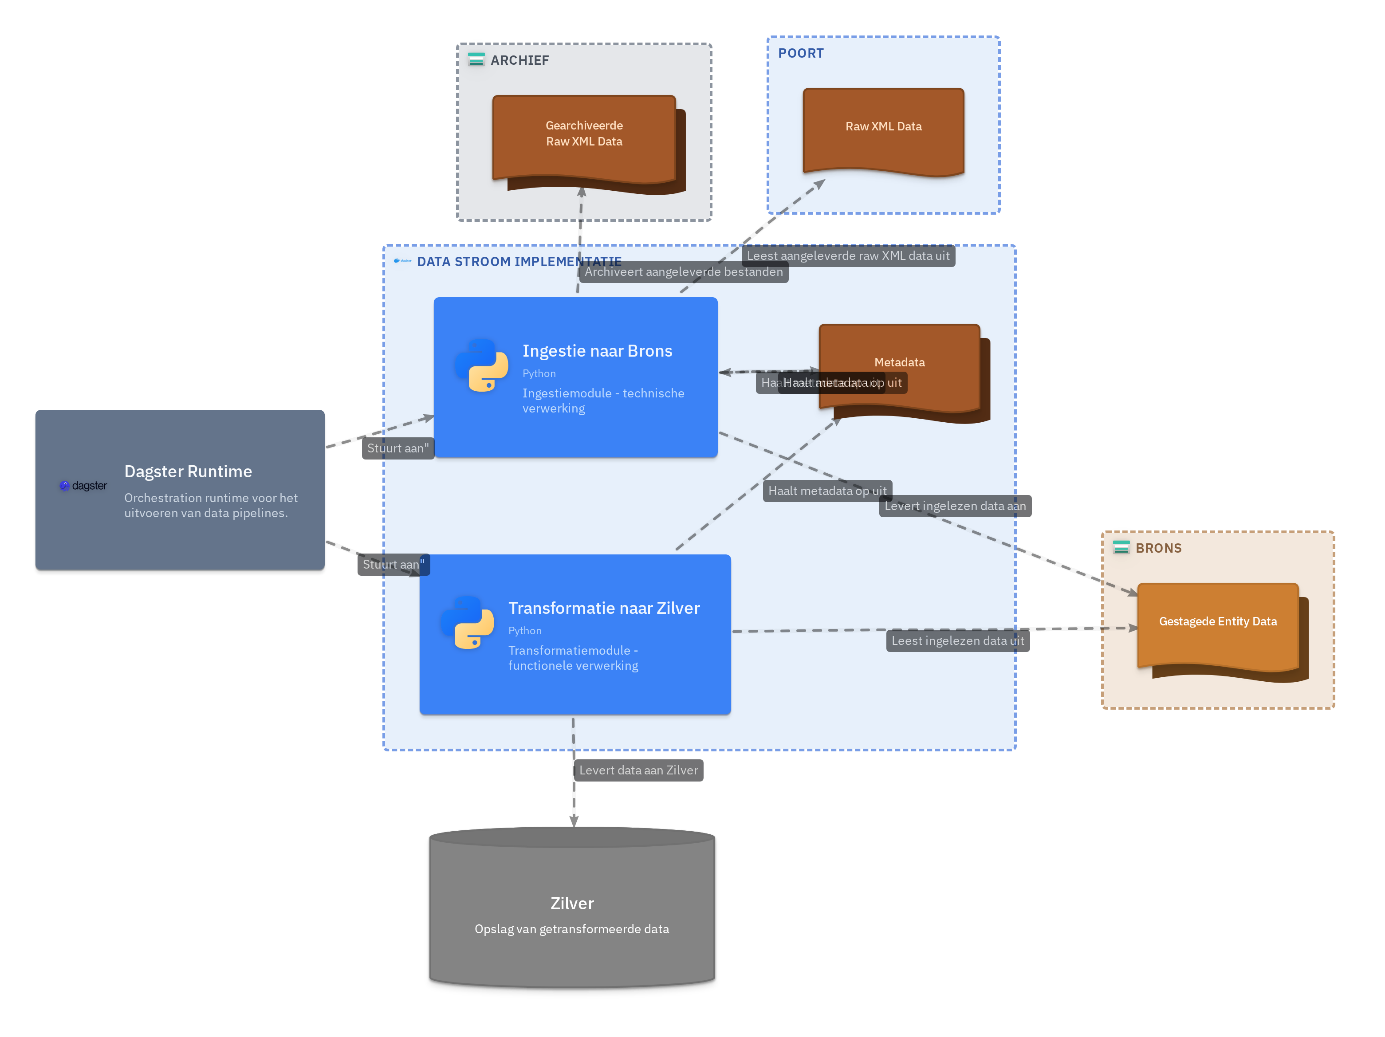 ARCHIEF
Gearchiveerde
Raw XML Data
POORT
Raw XML Data
DATA STROOM IMPLEMENTATIE
Leest aangeleverde raw XML data uit
Archiveert aangeleverde bestanden
Ingestie naar Brons
Python
Ingestiemodule - technische
verwerking
Metadata
Haalt metadata op uit
Dagster Runtime
dagster
Orchestration runtime voor het
uitvoeren van data pipelines.
Stuurt aan"
Stuurt aan"
Haalt metadata op uit
Levert ingelezen data aan
BRONS
Gestagede Entity Data
Transformatie naar Zilver
Python
Transformatiemodule -
functionele verwerking
Leest ingelezen data uit
Levert data aan Zilver
Zilver
Opslag van getransformeerde data